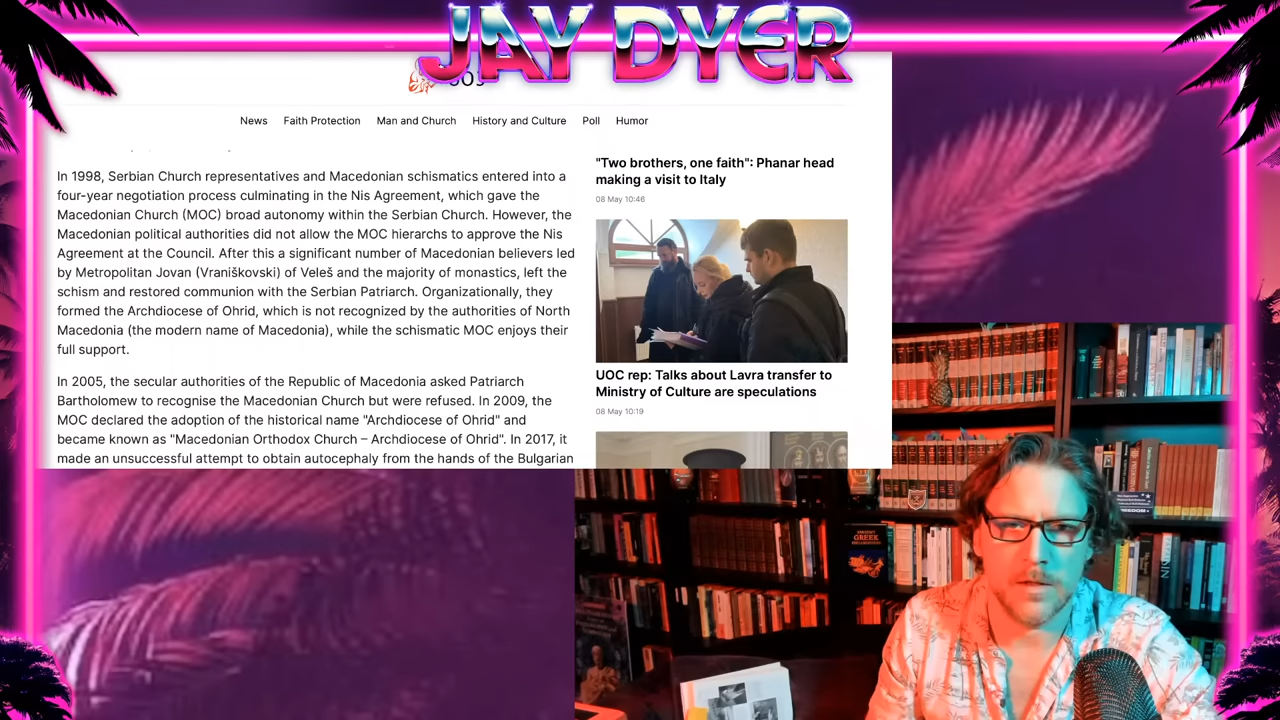 JAY DYER
News Faith Protection Man and Church History and Culture Poll Humor
In 1998, Serbian Church representatives and Macedonian schismatics entered into a
four-year negotiation process culminating in the Nis Agreement, which gave the
Macedonian Church (MOC) broad autonomy within the Serbian Church. However, the
Macedonian political authorities did not allow the MOC hierarchs to approve the Nis
Agreement at the Council. After this a significant number of Macedonian believers led
by Metropolitan Jovan (Vraniškovski) of Veleš and the majority of monastics, left the
schism and restored communion with the Serbian Patriarch. Organizationally, they
formed the Archdiocese of Ohrid, which is not recognized by the authorities of North
Macedonia (the modern name of Macedonia), while the schismatic MOC enjoys their
full support.
In 2005, the secular authorities of the Republic of Macedonia asked Patriarch
Bartholomew to recognise the Macedonian Church but were refused. In 2009, the
MOC declared the adoption of the historical name "Archdiocese of Ohrid" and
became known as "Macedonian Orthodox Church – Archdiocese of Ohrid". In 2017, it
made an unsuccessful attempt to obtain autocephaly from the hands of the Bulgarian
"Two brothers, one faith": Phanar head
making a visit to Italy
08 May 10:46
UOC rep: Talks about Lavra transfer to
Ministry of Culture are speculations
08 May 10:19
GREEK
FREEDOM